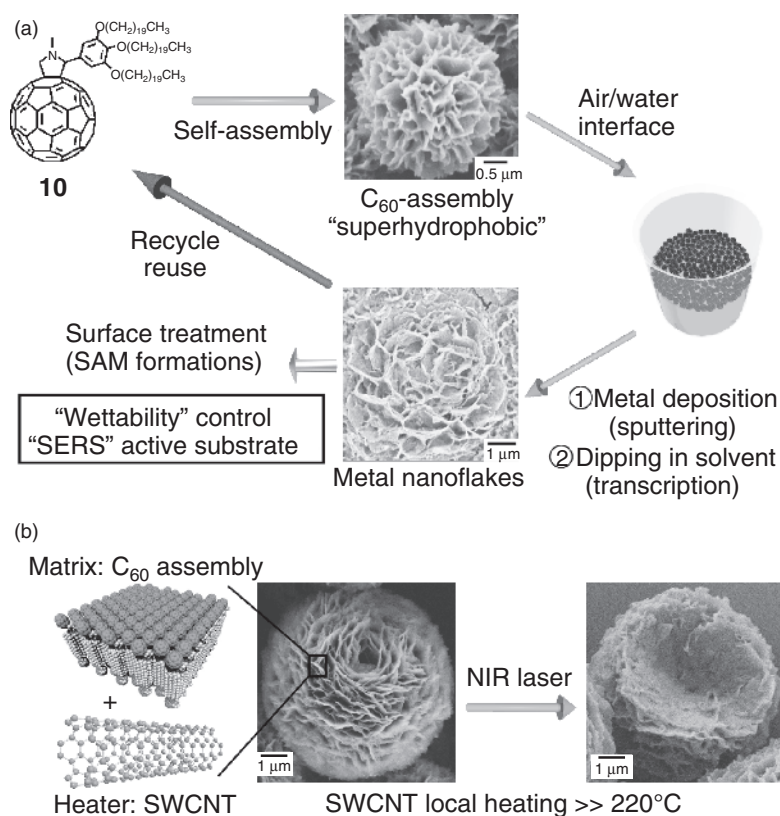 (a)
O(CH₂)₁₉CH₃
O(CH₂)₁₉CH₃
O(CH₂)₁₉CH₃
N
10
Self-assembly
0.5 μm
C₆₀-assembly
“superhydrophobic”
Air/water
interface
Recycle
reuse
Surface treatment
(SAM formations)
“Wettability” control
“SERS” active substrate
1 μm
Metal nanoflakes
①Metal deposition
(sputtering)
②Dipping in solvent
(transcription)
(b)
Matrix: C₆₀ assembly
+
Heater: SWCNT
1 μm
NIR laser
1 μm
SWCNT local heating >> 220°C